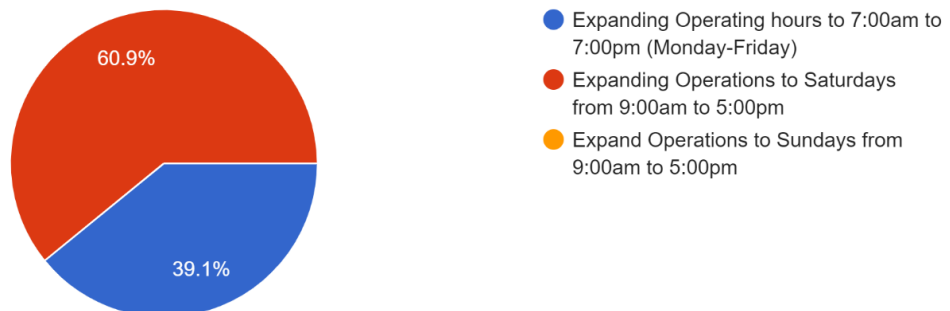 60.9%
39.1%
Expanding Operating hours to 7:00am to
7:00pm (Monday-Friday)
Expanding Operations to Saturdays
from 9:00am to 5:00pm
Expand Operations to Sundays from
9:00am to 5:00pm